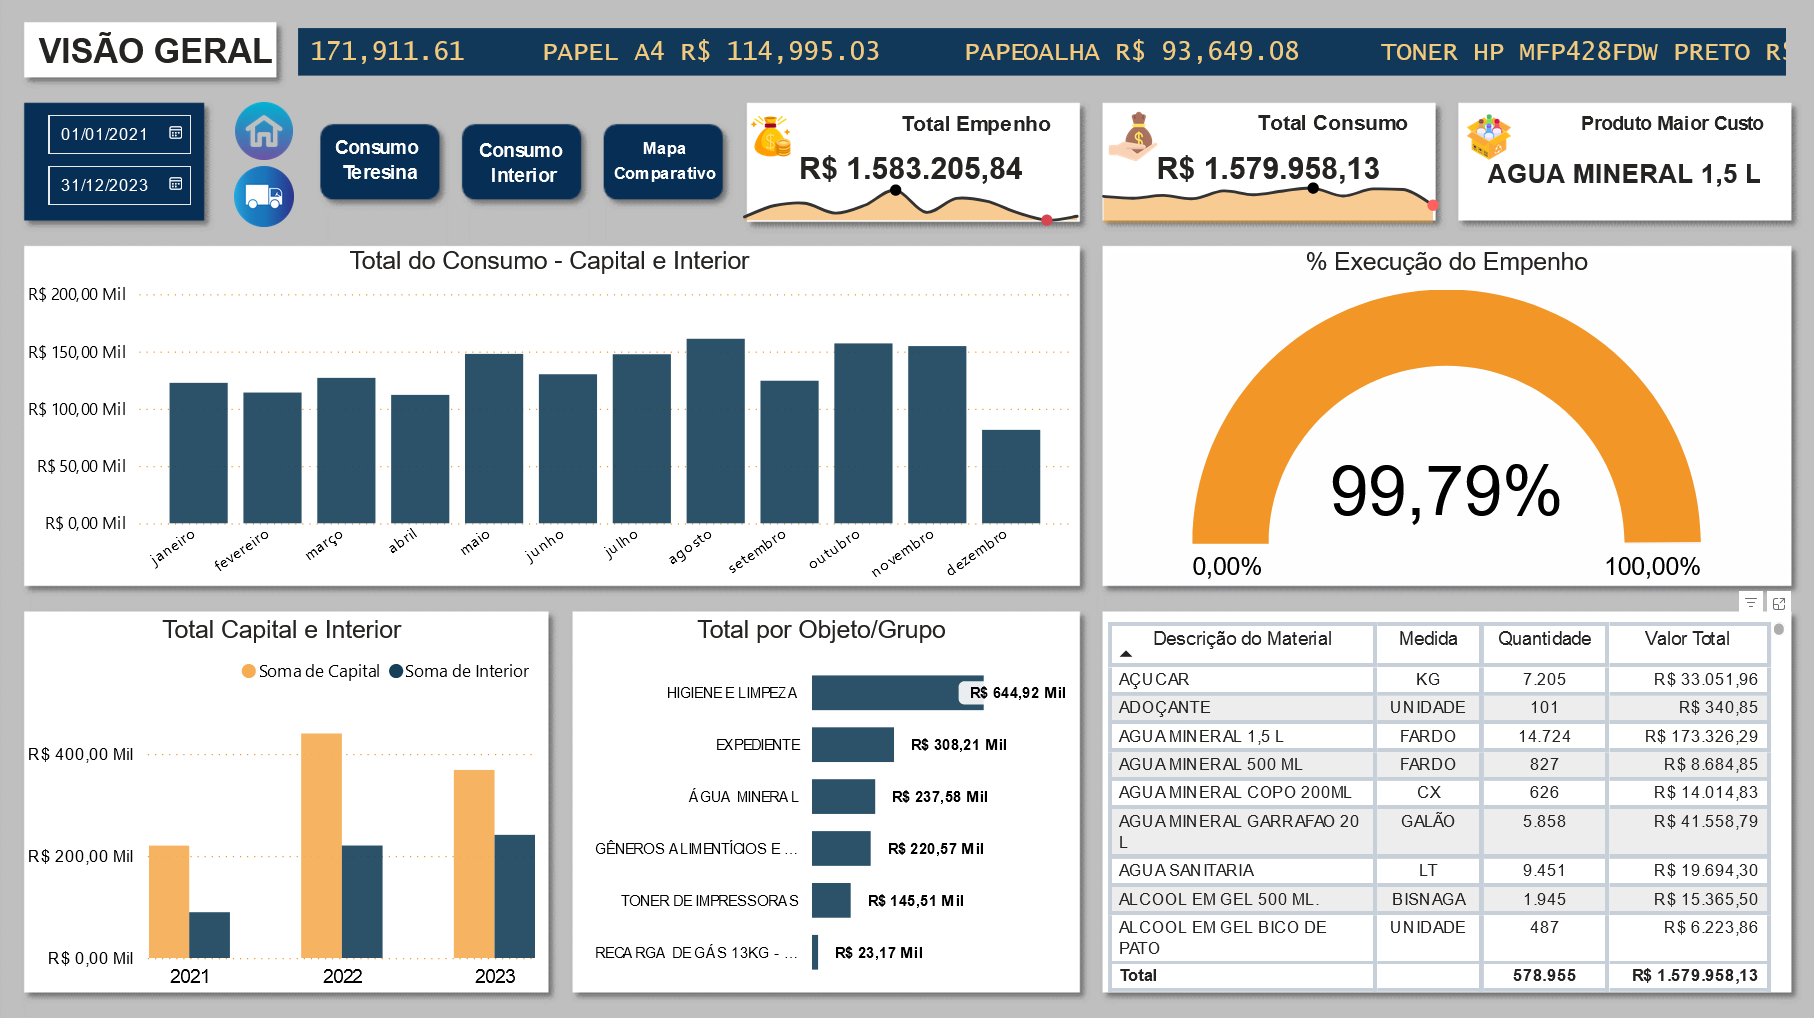 VISÃO GERAL
171,911.61 PAPEL A4 R$ 114,995.03 PAPEOALHA R$ 93,649.08 TONER HP MFP428FDW PRETO R$
01/01/2021
31/12/2023
Consumo
Teresina
Consumo
Interior
Mapa
Comparativo
Total Empenho
R$ 1.583.205,84
Total Consumo
R$ 1.579.958,13
Produto Maior Custo
AGUA MINERAL 1,5 L
Total do Consumo - Capital e Interior
R$ 200,00 Mil
R$ 150,00 Mil
R$ 100,00 Mil
R$ 50,00 Mil
R$ 0,00 Mil
janeiro fevereiro março abril maio junho julho agosto setembro outubro novembro dezembro
% Execução do Empenho
99,79%
0,00% 100,00%
Total Capital e Interior
Soma de Capital Soma de Interior
R$ 400,00 Mil
R$ 200,00 Mil
R$ 0,00 Mil
2021 2022 2023
Total por Objeto/Grupo
HIGIENE E LIMPEZA R$ 644,92 Mil
EXPEDIENTE R$ 308,21 Mil
ÁGUA MINERAL R$ 237,58 Mil
GÊNEROS ALIMENTÍCIOS E ... R$ 220,57 Mil
TONER DE IMPRESSORAS R$ 145,51 Mil
RECARGA DE GÁS 13KG - ... R$ 23,17 Mil
Descrição do Material Medida Quantidade Valor Total
AÇUCAR KG 7.205 R$ 33.051,96
ADOÇANTE UNIDADE 101 R$ 340,85
AGUA MINERAL 1,5 L FARDO 14.724 R$ 173.326,29
AGUA MINERAL 500 ML FARDO 827 R$ 8.684,85
AGUA MINERAL COPO 200ML CX 626 R$ 14.014,83
AGUA MINERAL GARRAFAO 20 GALÃO 5.858 R$ 41.558,79
L
AGUA SANITARIA LT 9.451 R$ 19.694,30
ALCOOL EM GEL 500 ML. BISNAGA 1.945 R$ 15.365,50
ALCOOL EM GEL BICO DE UNIDADE 487 R$ 6.223,86
PATO
Total 578.955 R$ 1.579.958,13